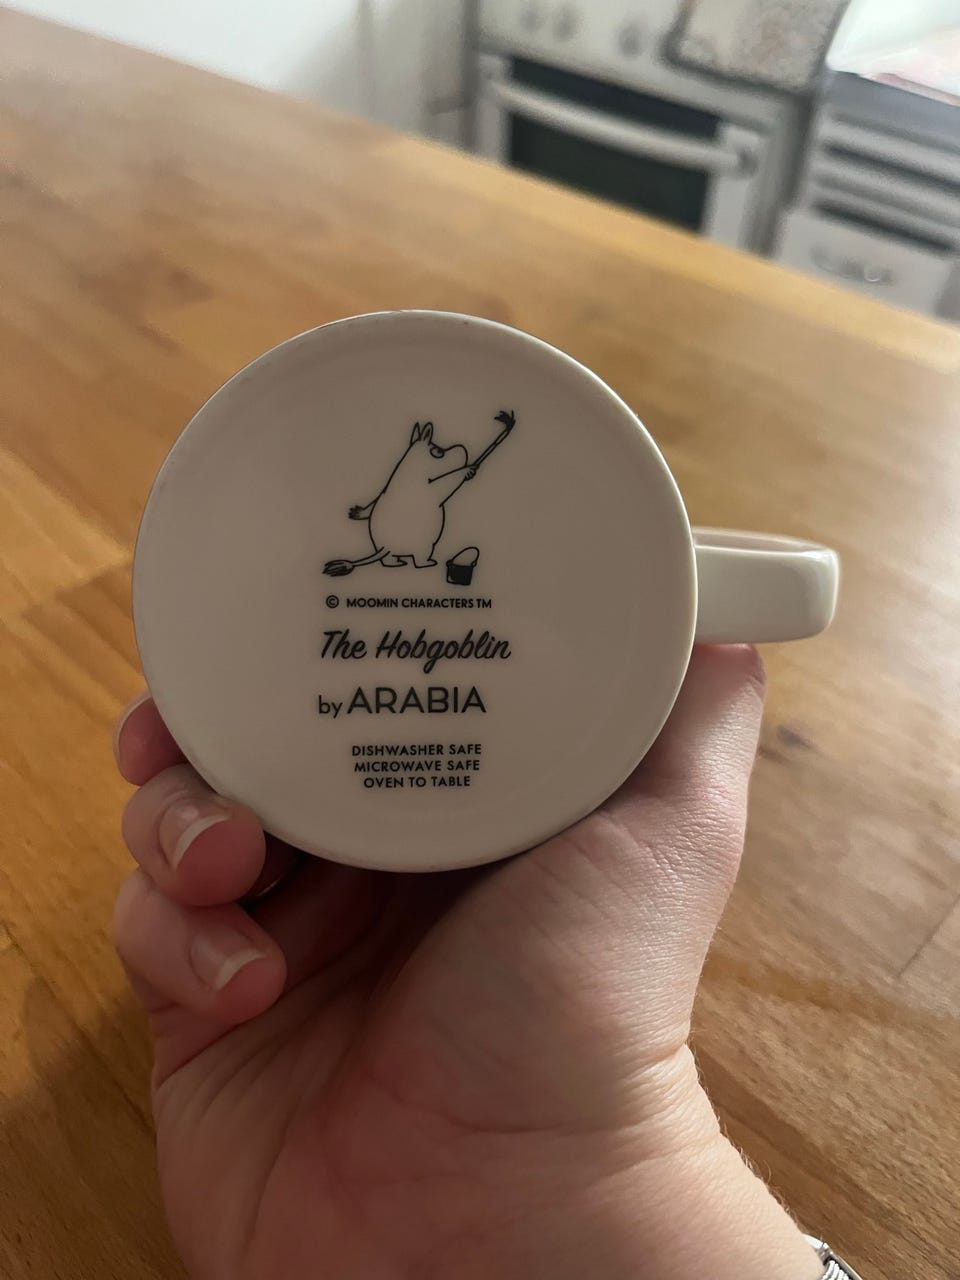 © MOOMIN CHARACTERS TM
The Hobgoblin
by ARABIA
DISHWASHER SAFE
MICROWAVE SAFE
OVEN TO TABLE